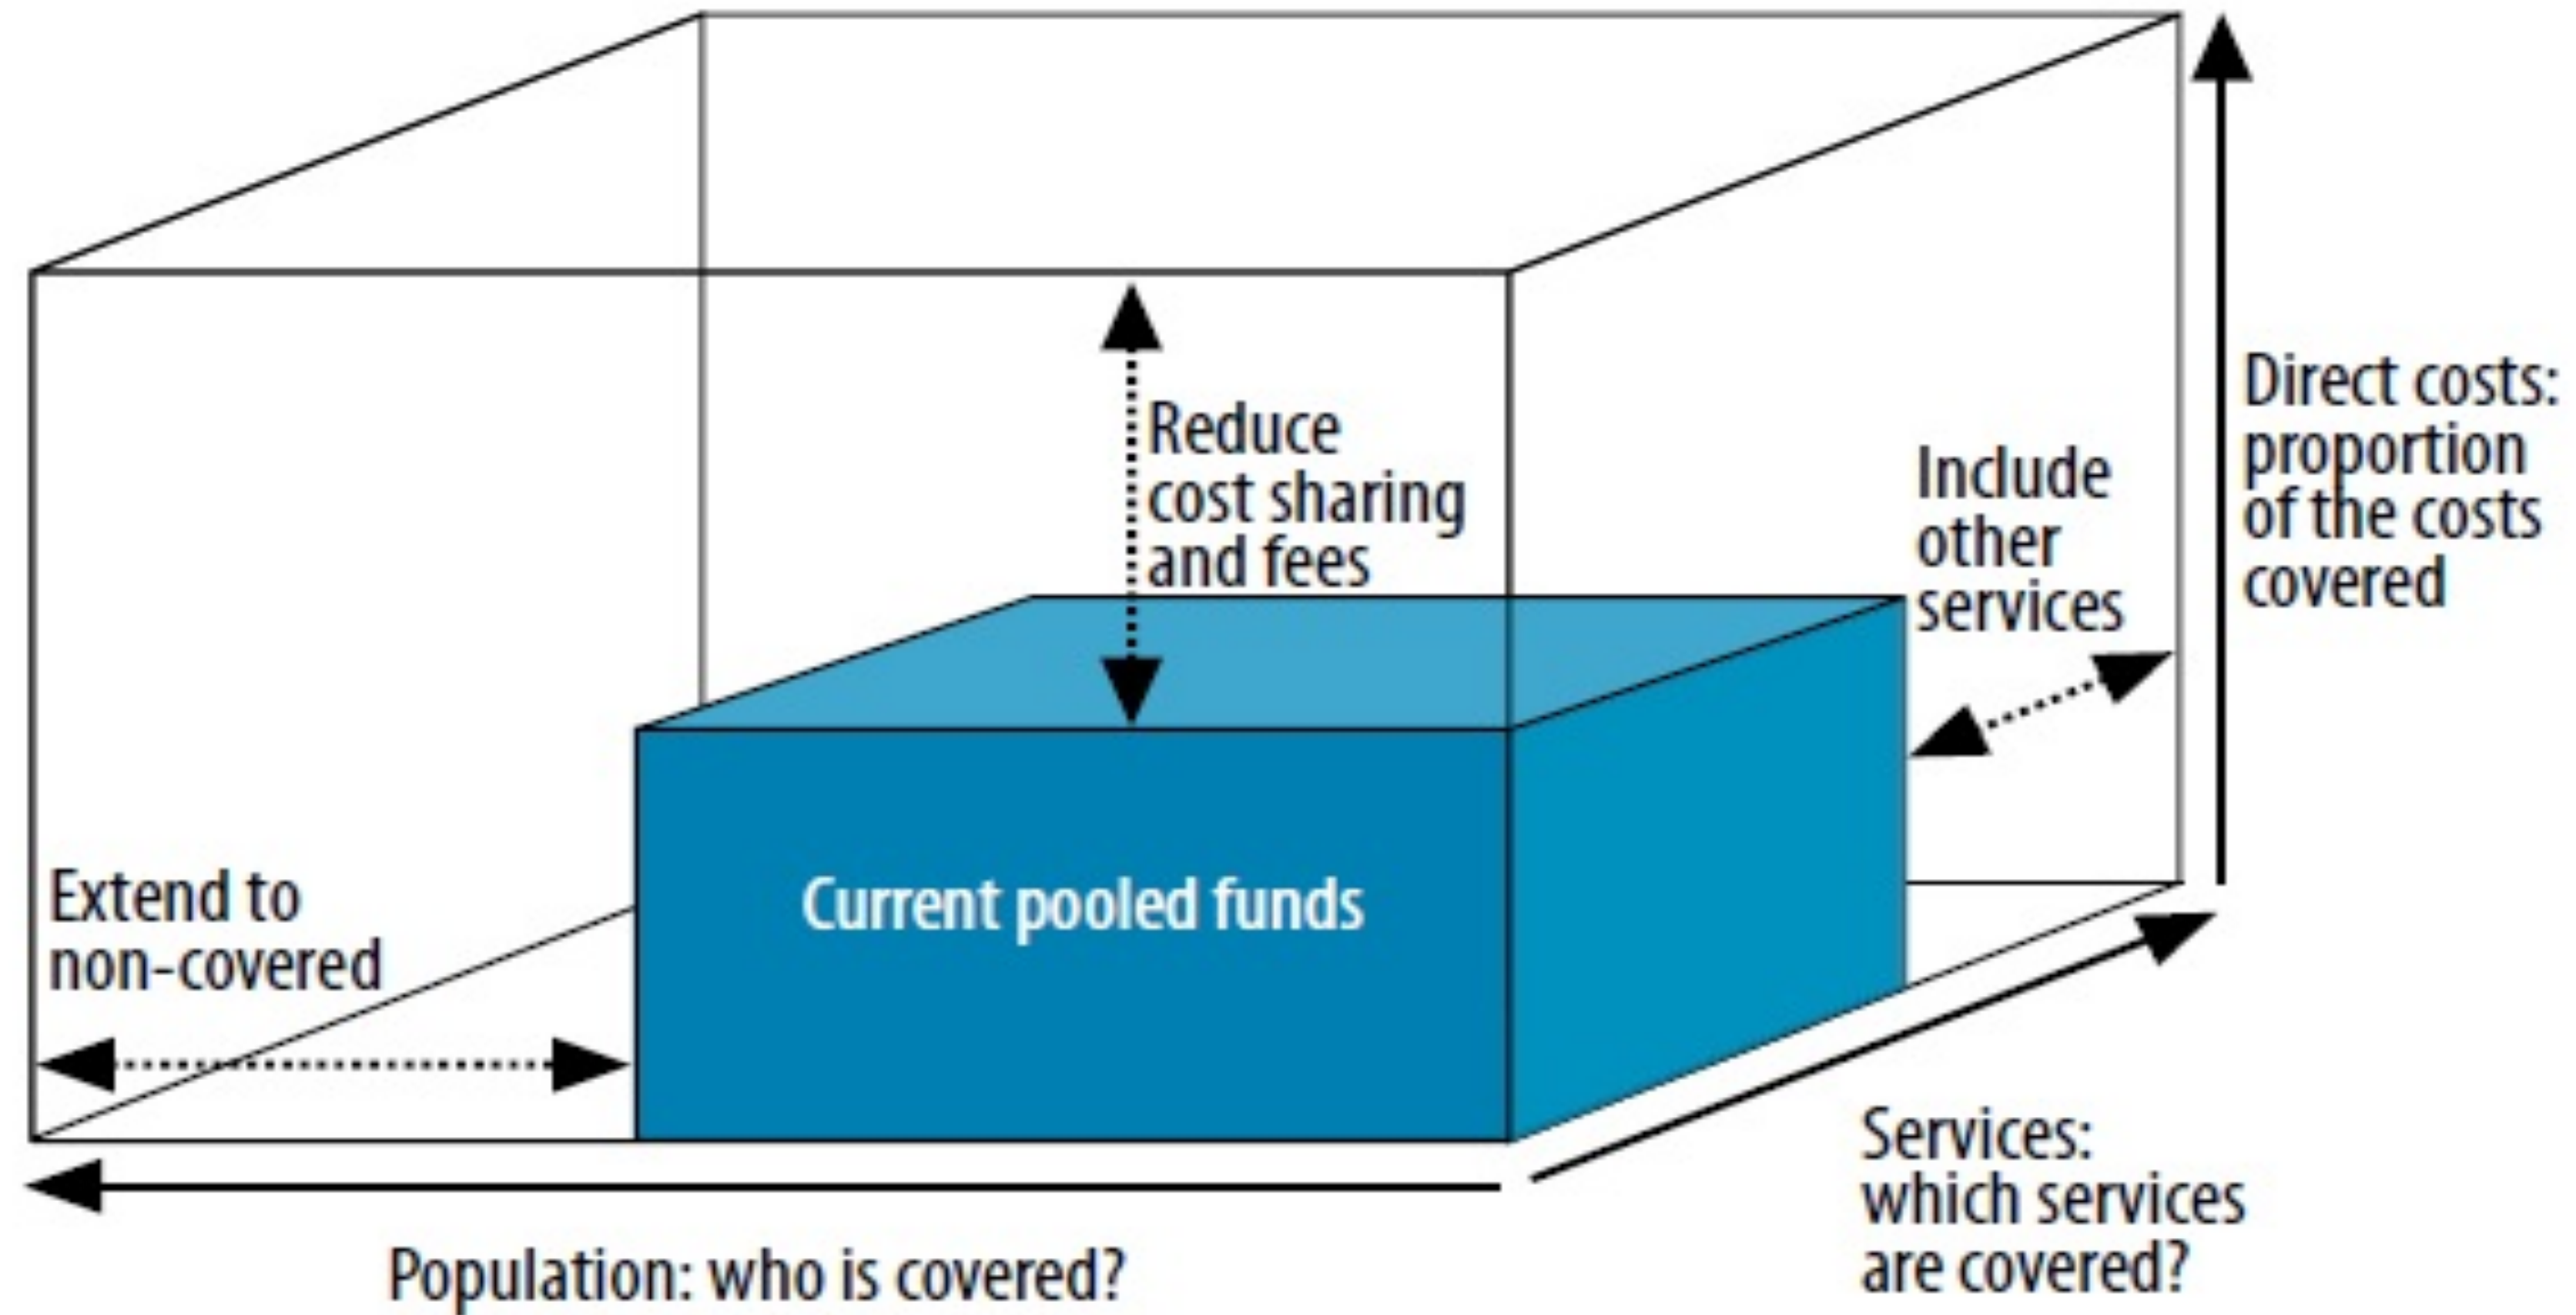 Reduce
cost sharing
and fees
Include
other
services
Direct costs:
proportion
of the costs
covered
Extend to
non-covered
Current pooled funds
Services:
which services
are covered?
Population: who is covered?